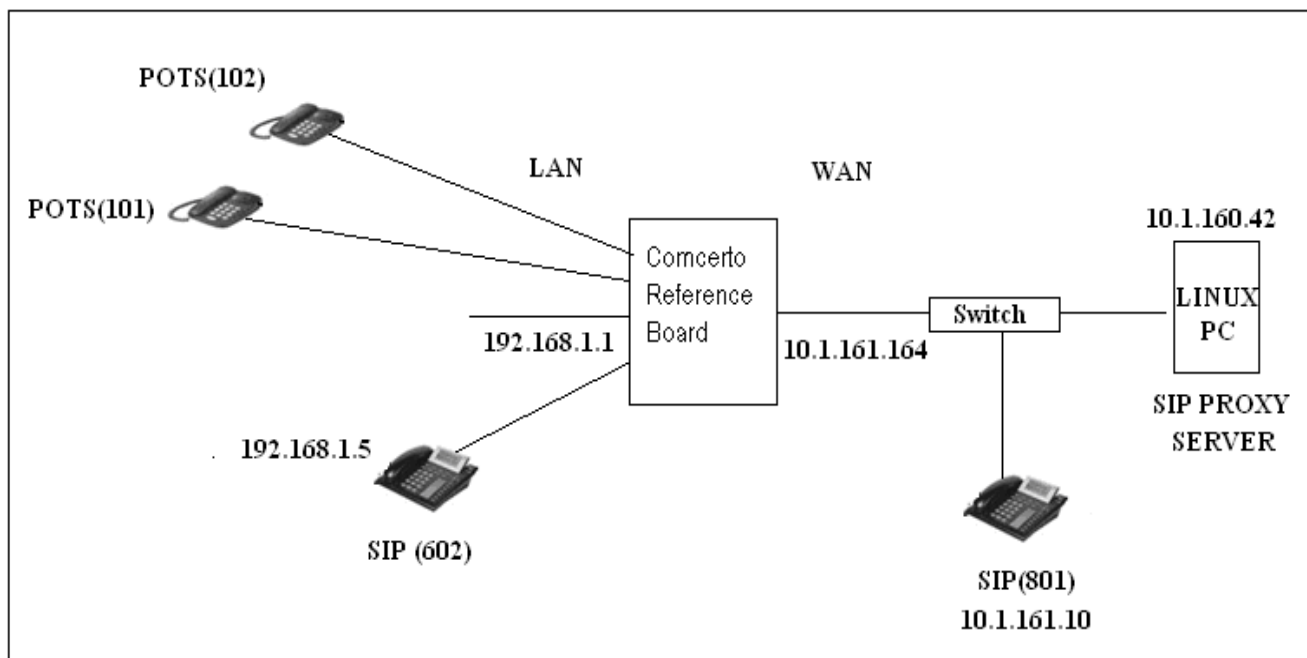 POTS(102)
POTS(101)
LAN
WAN
Comcerto
Reference
Board
192.168.1.1
10.1.161.164
Switch
10.1.160.42
LINUX
PC
SIP PROXY
SERVER
192.168.1.5
SIP (602)
SIP(801)
10.1.161.10